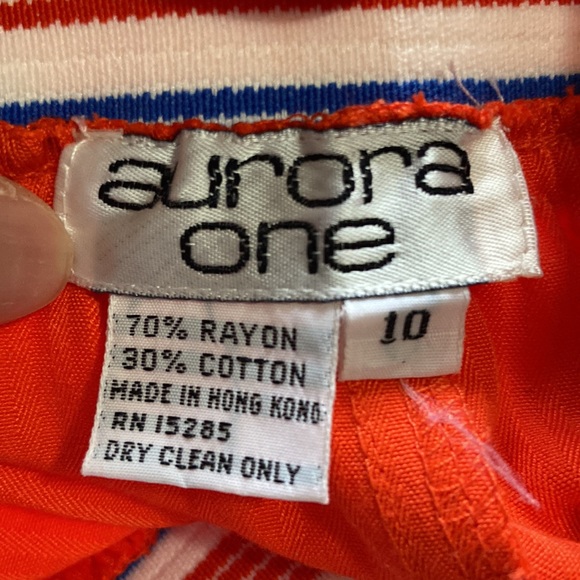 aurora
one
10
70% RAYON
30% COTTON
MADE IN HONG KONG
RN 15285
DRY CLEAN ONLY